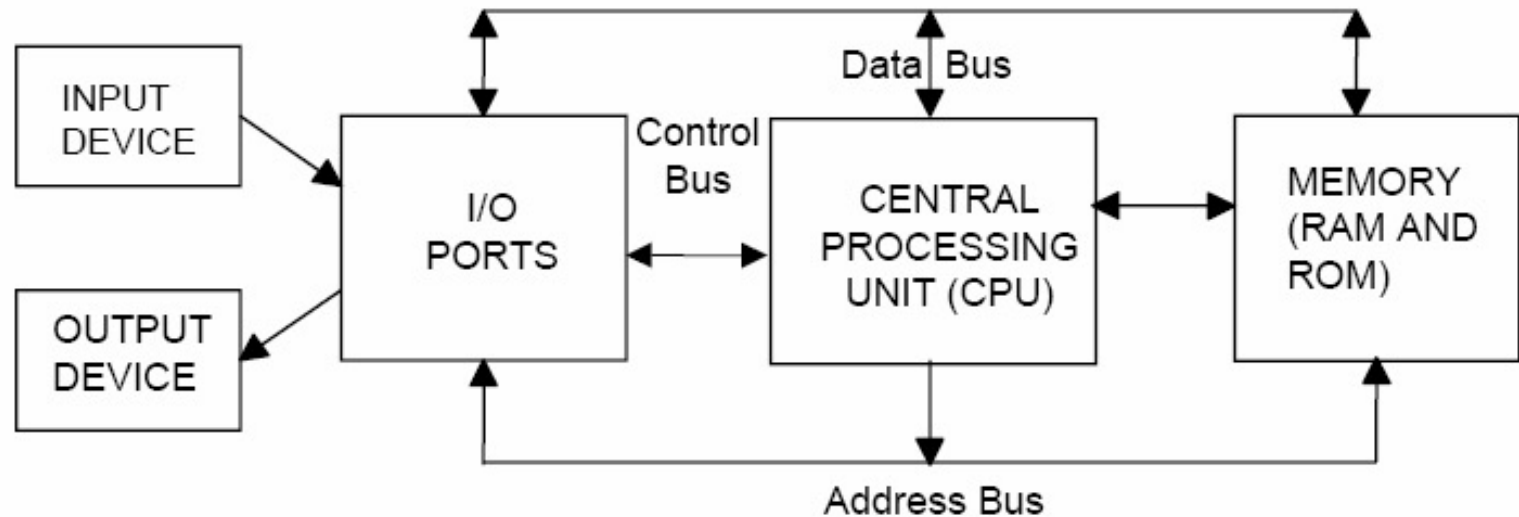 INPUT
DEVICE
OUTPUT
DEVICE
I/O
PORTS
Control
Bus
Data Bus
CENTRAL
PROCESSING
UNIT (CPU)
MEMORY
(RAM AND
ROM)
Address Bus